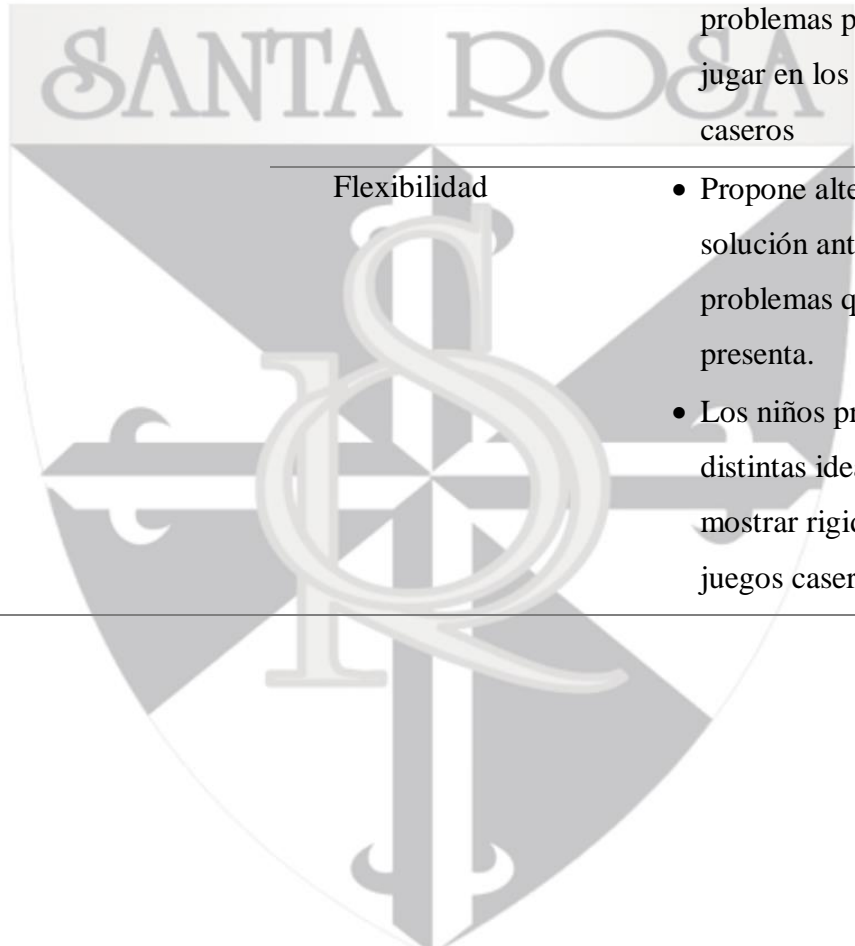 problemas p
SANTA ROSA
jugar en los
caseros
Flexibilidad
• Propone alte
solución ant
problemas q
presenta.
• Los niños pr
distintas idea
mostrar rigid
juegos caser